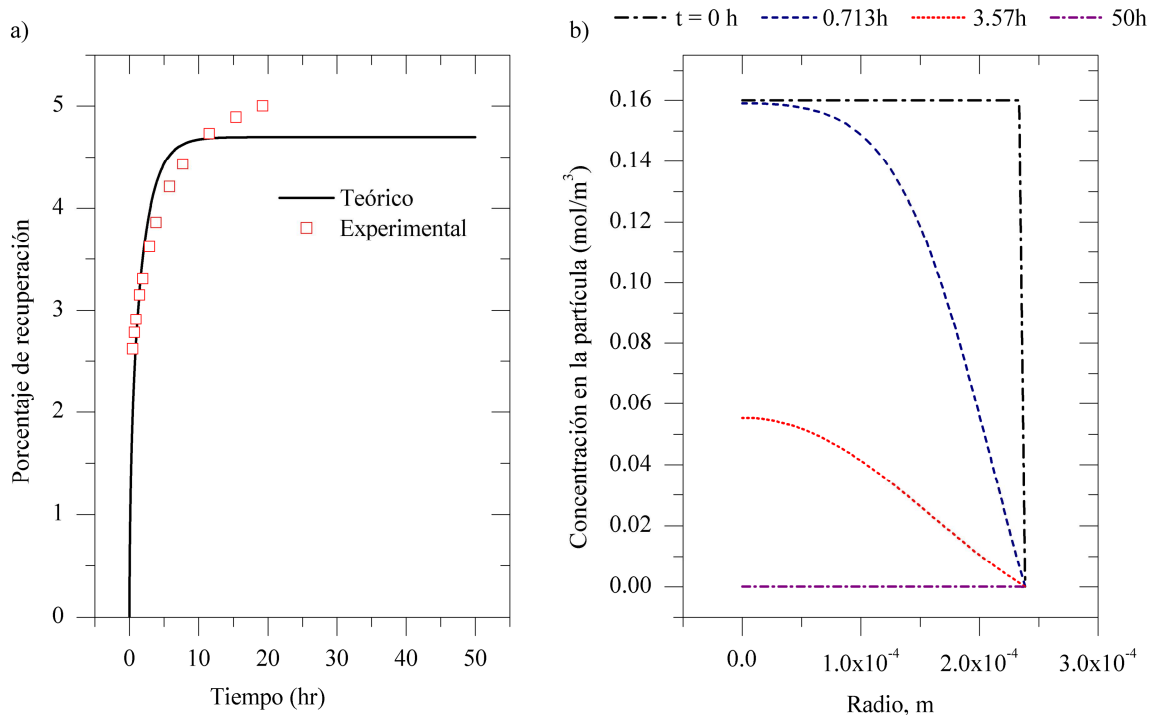 a)
Porcentaje de recuperación
5
4
3
2
1
0
0 10 20 30 40 50
Tiempo (hr)
Teórico
Experimental
b)
t = 0 h 0.713h 3.57h 50h
Concentración en la partícula (mol/m³)
0.16
0.14
0.12
0.10
0.08
0.06
0.04
0.02
0.00
0.0 1.0x10⁻⁴ 2.0x10⁻⁴ 3.0x10⁻⁴
Radio, m